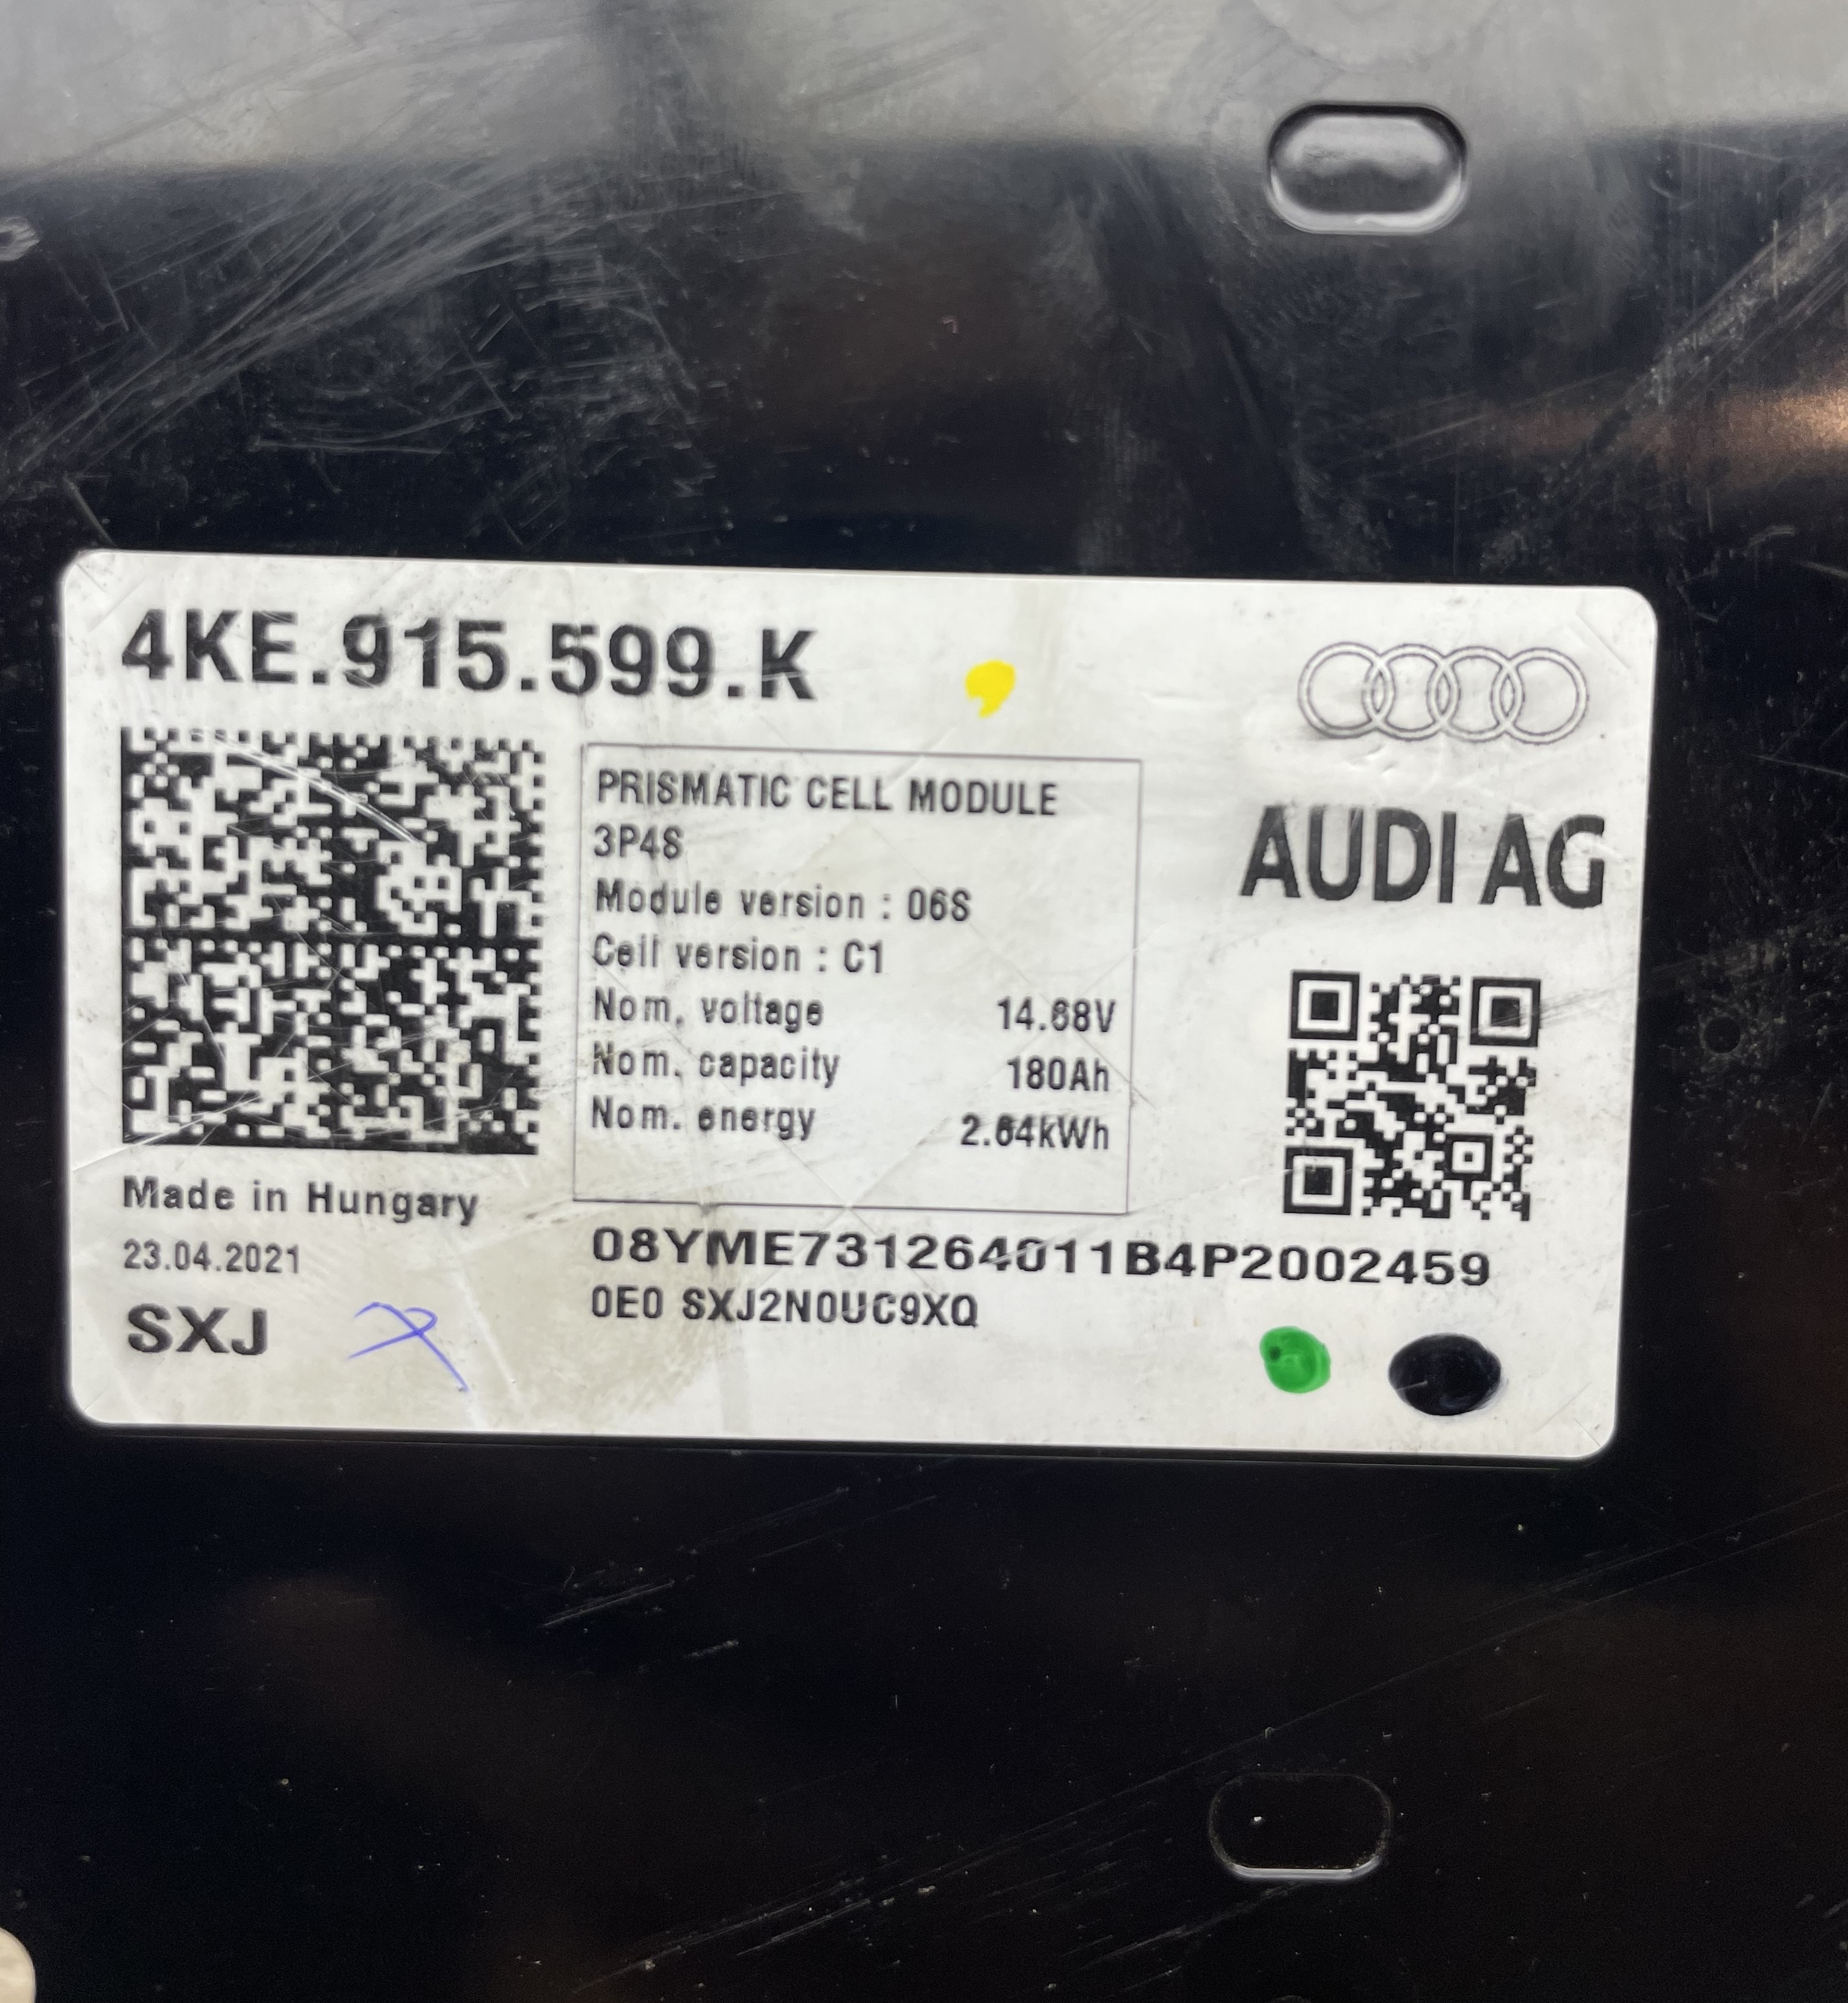 4KE.915.599.K
PRISMATIC CELL MODULE
3P4S
Module version : 06S
Cell version : C1
Nom. voltage 14.68V
Nom. capacity 180Ah
Nom. energy 2.64kWh
AUDI AG
Made in Hungary
23.04.2021
SXJ
08YME731264011B4P2002459
0E0 SXJ2N0UC9XQ